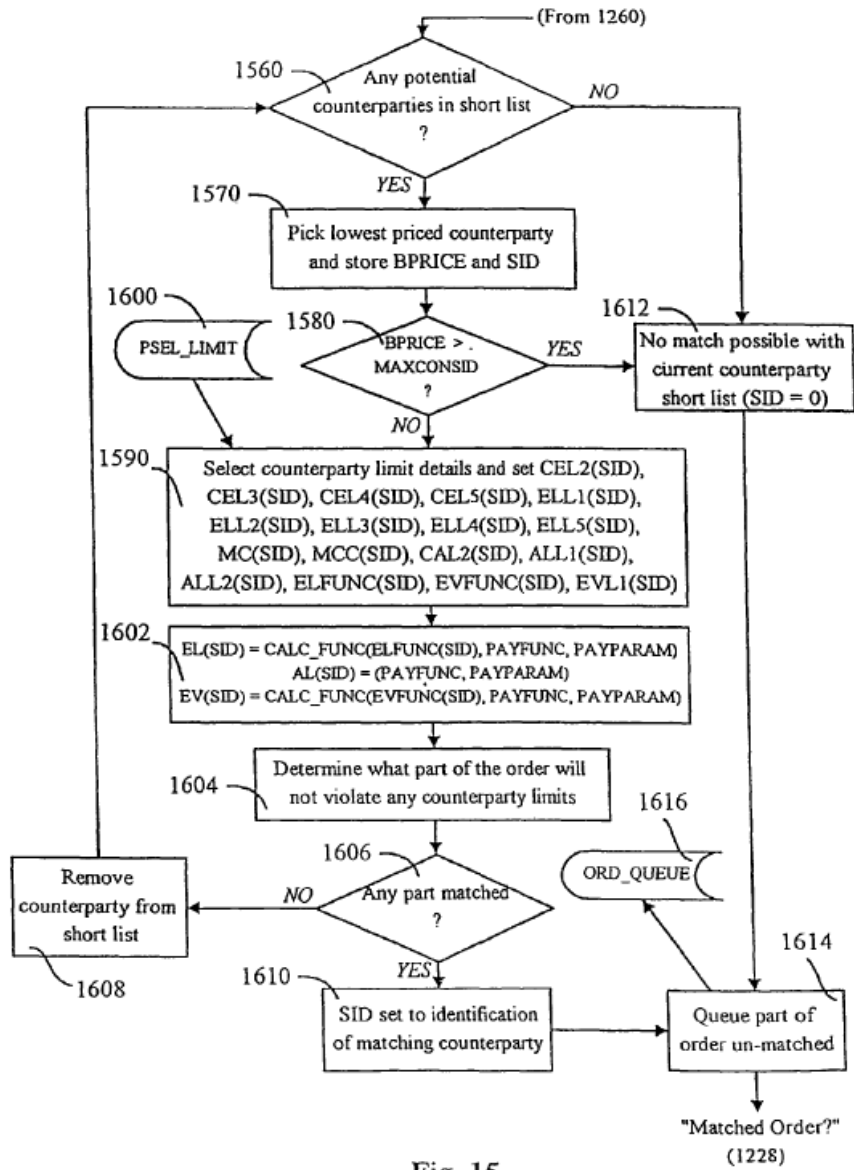 (From 1260)
1560
Any potential
counterparties in short list
?
NO
YES
1570
Pick lowest priced counterparty
and store BPRICE and SID
1600
PSEL_LIMIT
1580
BPRICE >
MAXCONSID
?
YES
NO
1612
No match possible with
current counterparty
short list (SID = 0)
1590
Select counterparty limit details and set CEL2(SID),
CEL3(SID), CEL4(SID), CEL5(SID), ELL1(SID),
ELL2(SID), ELL3(SID), ELL4(SID), ELL5(SID),
MC(SID), MCC(SID), CAL2(SID), ALL1(SID),
ALL2(SID), ELFUNC(SID), EVFUNC(SID), EVL1(SID)
1602
EL(SID) = CALC_FUNC(ELFUNC(SID), PAYFUNC, PAYPARAM)
AL(SID) = (PAYFUNC, PAYPARAM)
EV(SID) = CALC_FUNC(EVFUNC(SID), PAYFUNC, PAYPARAM)
1604
Determine what part of the order will
not violate any counterparty limits
1606
Any part matched
?
NO
YES
Remove
counterparty from
short list
1608
1616
ORD_QUEUE
1610
SID set to identification
of matching counterparty
1614
Queue part of
order un-matched
"Matched Order?"
(1228)
Fig. 15